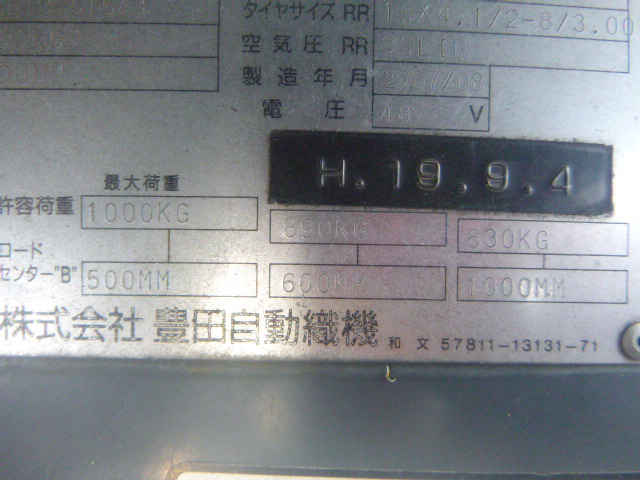 タイヤサイズ RR 15X4.1/2-8/3.00
空気圧 RR SOLID
製造年月 2007/08
電圧 48 V
H.19.9.4
最大荷重
許容荷重 1000KG 890KG 630KG
ロード
センター"B" 500MM 600MM 1000MM
株式会社 豊田自動織機 和文 57811-13131-71